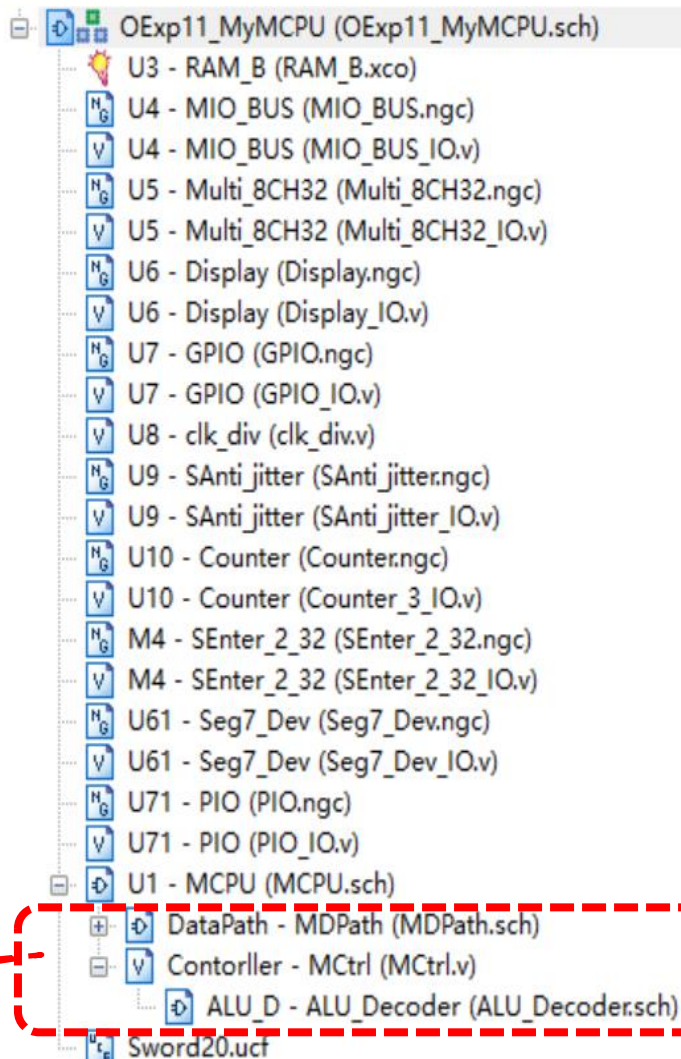 OExp11_MyMCPU (OExp11_MyMCPU.sch)
U3 - RAM_B (RAM_B.xco)
U4 - MIO_BUS (MIO_BUS.ngc)
U4 - MIO_BUS (MIO_BUS_IO.v)
U5 - Multi_8CH32 (Multi_8CH32.ngc)
U5 - Multi_8CH32 (Multi_8CH32_IO.v)
U6 - Display (Display.ngc)
U6 - Display (Display_IO.v)
U7 - GPIO (GPIO.ngc)
U7 - GPIO (GPIO_IO.v)
U8 - clk_div (clk_div.v)
U9 - SAnti_jitter (SAnti_jitter.ngc)
U9 - SAnti_jitter (SAnti_jitter_IO.v)
U10 - Counter (Counter.ngc)
U10 - Counter (Counter_3_IO.v)
M4 - SEnter_2_32 (SEnter_2_32.ngc)
M4 - SEnter_2_32 (SEnter_2_32_IO.v)
U61 - Seg7_Dev (Seg7_Dev.ngc)
U61 - Seg7_Dev (Seg7_Dev_IO.v)
U71 - PIO (PIO.ngc)
U71 - PIO (PIO_IO.v)
U1 - MCPU (MCPU.sch)
DataPath - MDPath (MDPath.sch)
Contorller - MCtrl (MCtrl.v)
ALU_D - ALU_Decoder (ALU_Decoder.sch)
Sword20.ucf